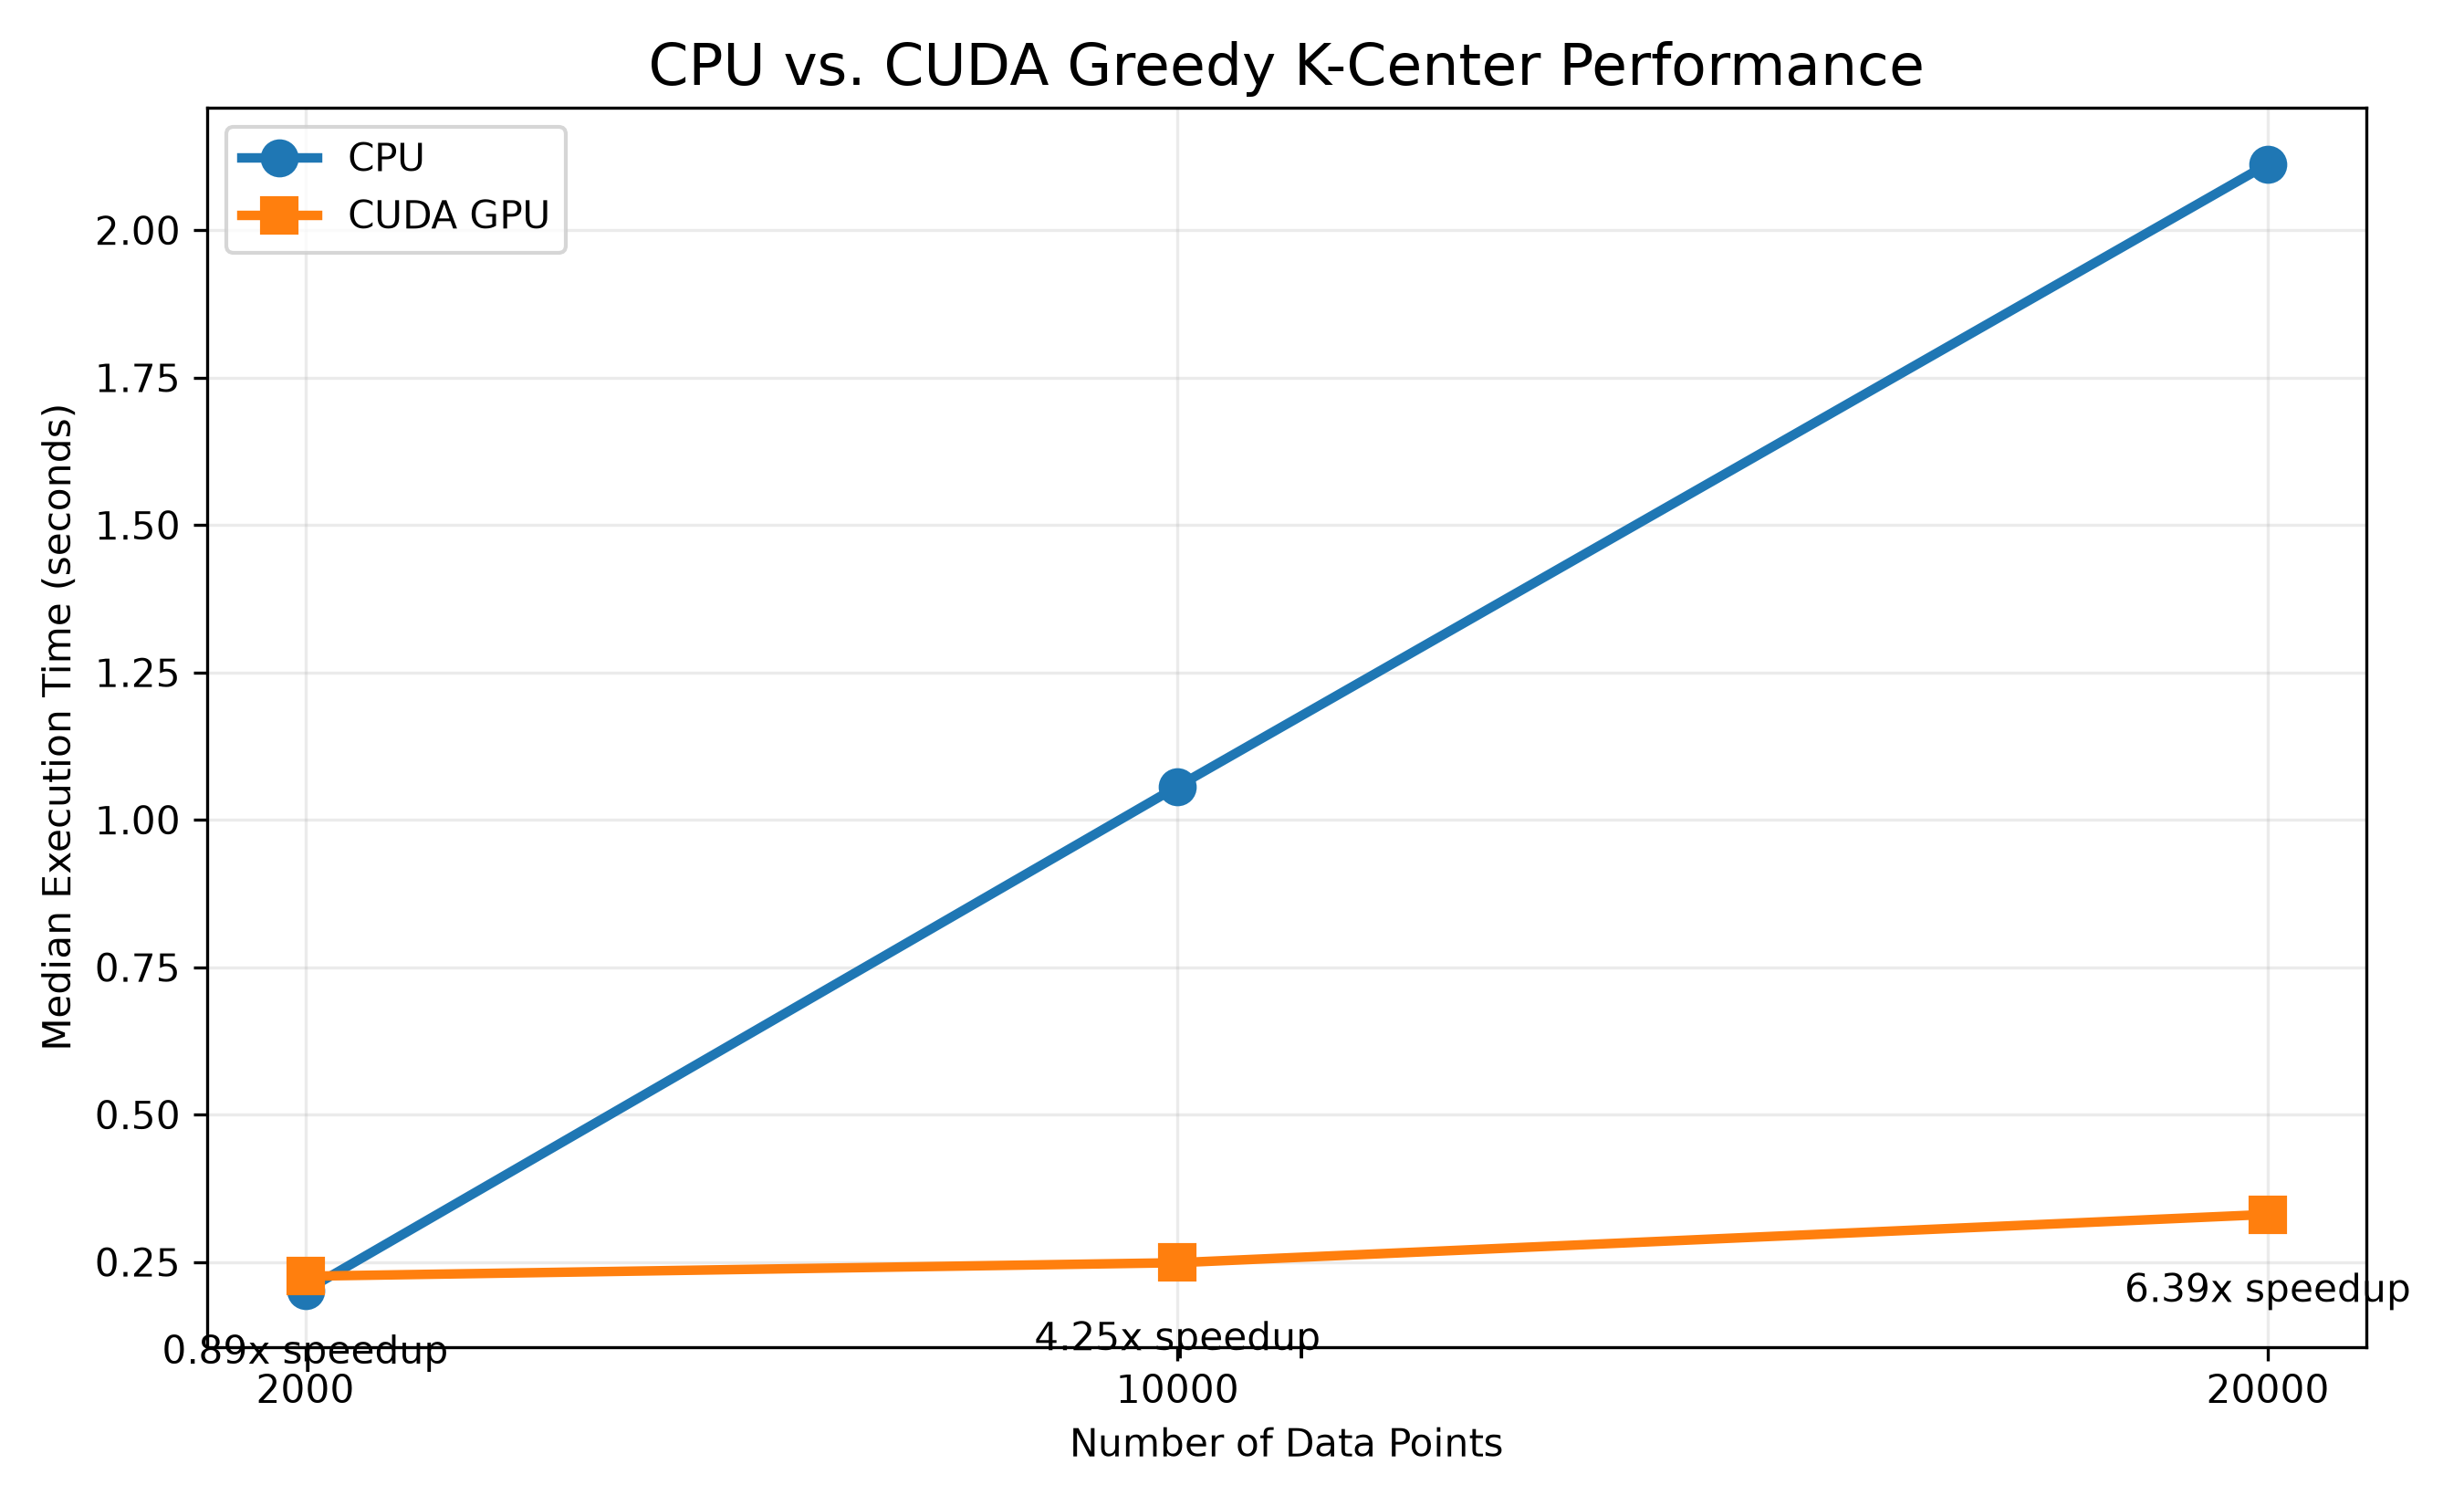 CPU vs. CUDA Greedy K-Center Performance
CPU
CUDA GPU
Median Execution Time (seconds)
2.00
1.75
1.50
1.25
1.00
0.75
0.50
0.25
6.39x speedup
4.25x speedup
0.89x speedup
2000
10000
20000
Number of Data Points